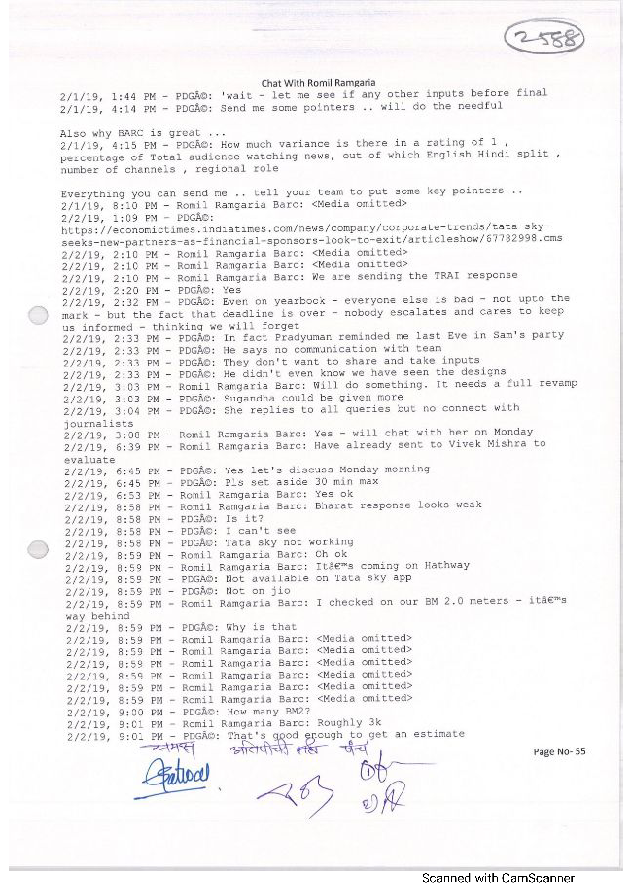 2588
Chat With Romil Ramgaria
2/1/19, 1:44 PM - PDGÂ©: 'wait - let me see if any other inputs before final
2/1/19, 4:14 PM - PDGÂ©: Send me some pointers .. will do the needful
Also why BARC is great ...
2/1/19, 4:15 PM - PDGÂ©: How much variance is there in a rating of 1 ,
percentage of Total audience watching news, out of which English Hindi split ,
number of channels , regional role
Everything you can send me .. tell your team to put some key pointers ..
2/1/19, 8:10 PM - Romil Ramgaria Barc: <Media omitted>
2/2/19, 1:09 PM - PDGÂ©:
https://economictimes.indiatimes.com/news/company/corporate-trends/tata-sky
seeks-new-partners-as-financial-sponsors-look-to-exit/articleshow/67782998.cms
2/2/19, 2:10 PM - Romil Ramgaria Barc: <Media omitted>
2/2/19, 2:10 PM - Romil Ramgaria Barc: <Media omitted>
2/2/19, 2:10 PM - Romil Ramgaria Barc: We are sending the TRAI response
2/2/19, 2:20 PM - PDGÂ©: Yes
2/2/19, 2:32 PM - PDGÂ©: Even on yearbook - everyone else is bad - not upto the
mark - but the fact that deadline is over - nobody escalates and cares to keep
us informed - thinking we will forget
2/2/19, 2:33 PM - PDGÂ©: In fact Pradyuman reminded me last Eve in Sam's party
2/2/19, 2:33 PM - PDGÂ©: He says no communication with team
2/2/19, 2:33 PM - PDGÂ©: They don't want to share and take inputs
2/2/19, 2:33 PM - PDGÂ©: He didn't even know we have seen the designs
2/2/19, 3:03 PM - Romil Ramgaria Barc: Will do something. It needs a full revamp
2/2/19, 3:03 PM - PDGÂ©: Sugandha could be given more
2/2/19, 3:04 PM - PDGÂ©: She replies to all queries but no connect with
journalists
2/2/19, 3:08 PM - Romil Ramgaria Barc: Yes - will chat with her on Monday
2/2/19, 6:39 PM - Romil Ramgaria Barc: Have already sent to Vivek Mishra to
evaluate
2/2/19, 6:45 PM - PDGÂ©: Yes let's discuss Monday morning
2/2/19, 6:45 PM - PDGÂ©: Pls set aside 30 min max
2/2/19, 6:53 PM - Romil Ramgaria Barc: Yes ok
2/2/19, 8:58 PM - Romil Ramgaria Barc: Bharat response looks weak
2/2/19, 8:58 PM - PDGÂ©: Is it?
2/2/19, 8:58 PM - PDGÂ©: I can't see
2/2/19, 8:58 PM - PDGÂ©: Tata sky not working
2/2/19, 8:59 PM - Romil Ramgaria Barc: Oh ok
2/2/19, 8:59 PM - Romil Ramgaria Barc: Itâ€™s coming on Hathway
2/2/19, 8:59 PM - PDGÂ©: Not available on Tata sky app
2/2/19, 8:59 PM - PDGÂ©: Not on jio
2/2/19, 8:59 PM - Romil Ramgaria Barc: I checked on our BM 2.0 meters - itâ€™s
way behind
2/2/19, 8:59 PM - PDGÂ©: Why is that
2/2/19, 8:59 PM - Romil Ramgaria Barc: <Media omitted>
2/2/19, 8:59 PM - Romil Ramgaria Barc: <Media omitted>
2/2/19, 8:59 PM - Romil Ramgaria Barc: <Media omitted>
2/2/19, 8:59 PM - Romil Ramgaria Barc: <Media omitted>
2/2/19, 8:59 PM - Romil Ramgaria Barc: <Media omitted>
2/2/19, 8:59 PM - Romil Ramgaria Barc: <Media omitted>
2/2/19, 9:00 PM - PDGÂ©: How many BM2?
2/2/19, 9:01 PM - Romil Ramgaria Barc: Roughly 3k
2/2/19, 9:01 PM - PDGÂ©: That's good enough to get an estimate
पंच
Page No- 55
Scanned with CamScanner